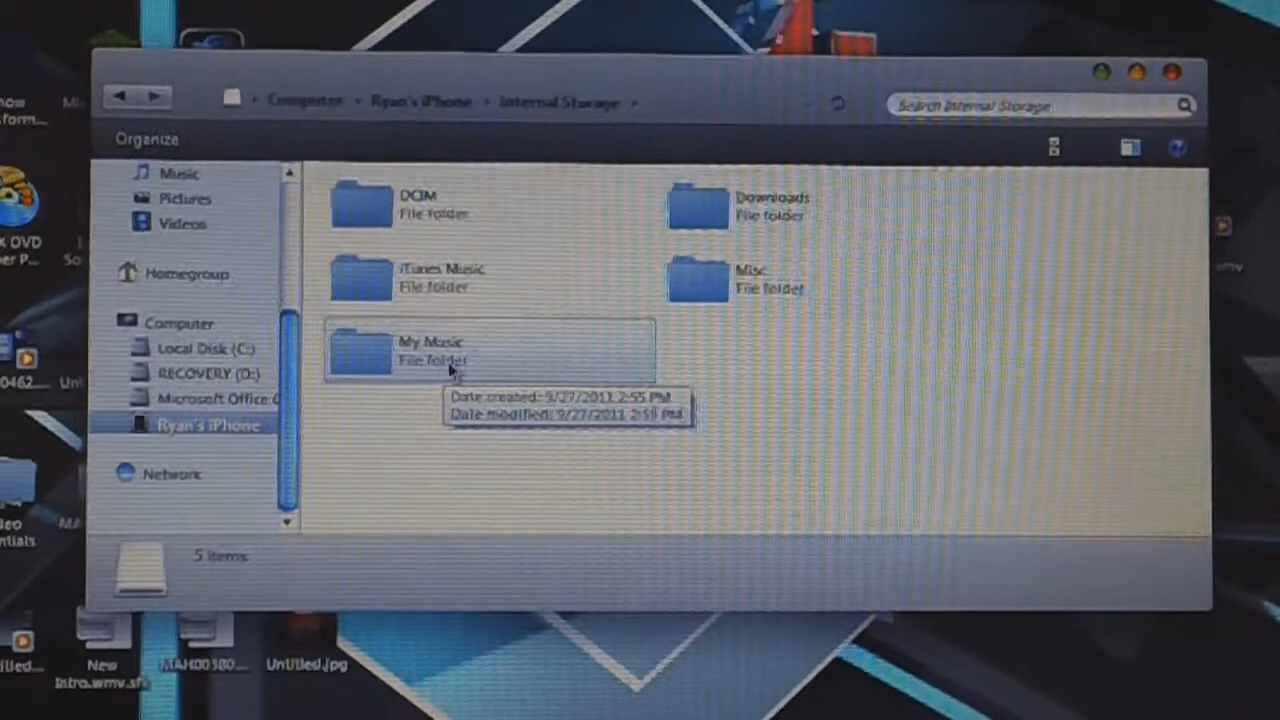 Computer
Ryan's iPhone
Internal Storage
Search Internal Storage
Organize
Music
Pictures
Videos
Homegroup
Computer
Local Disk (C:)
RECOVERY (D:)
Microsoft Office
Ryan's iPhone
Network
DCIM
File folder
Downloads
File folder
iTunes Music
File folder
Misc
File folder
My Music
File folder
Date created: 9/27/2011 2:55 PM
Date modified: 9/27/2011
5 items
New
Intro.wmv.sfk
MAH00380...
Untitled.jpg